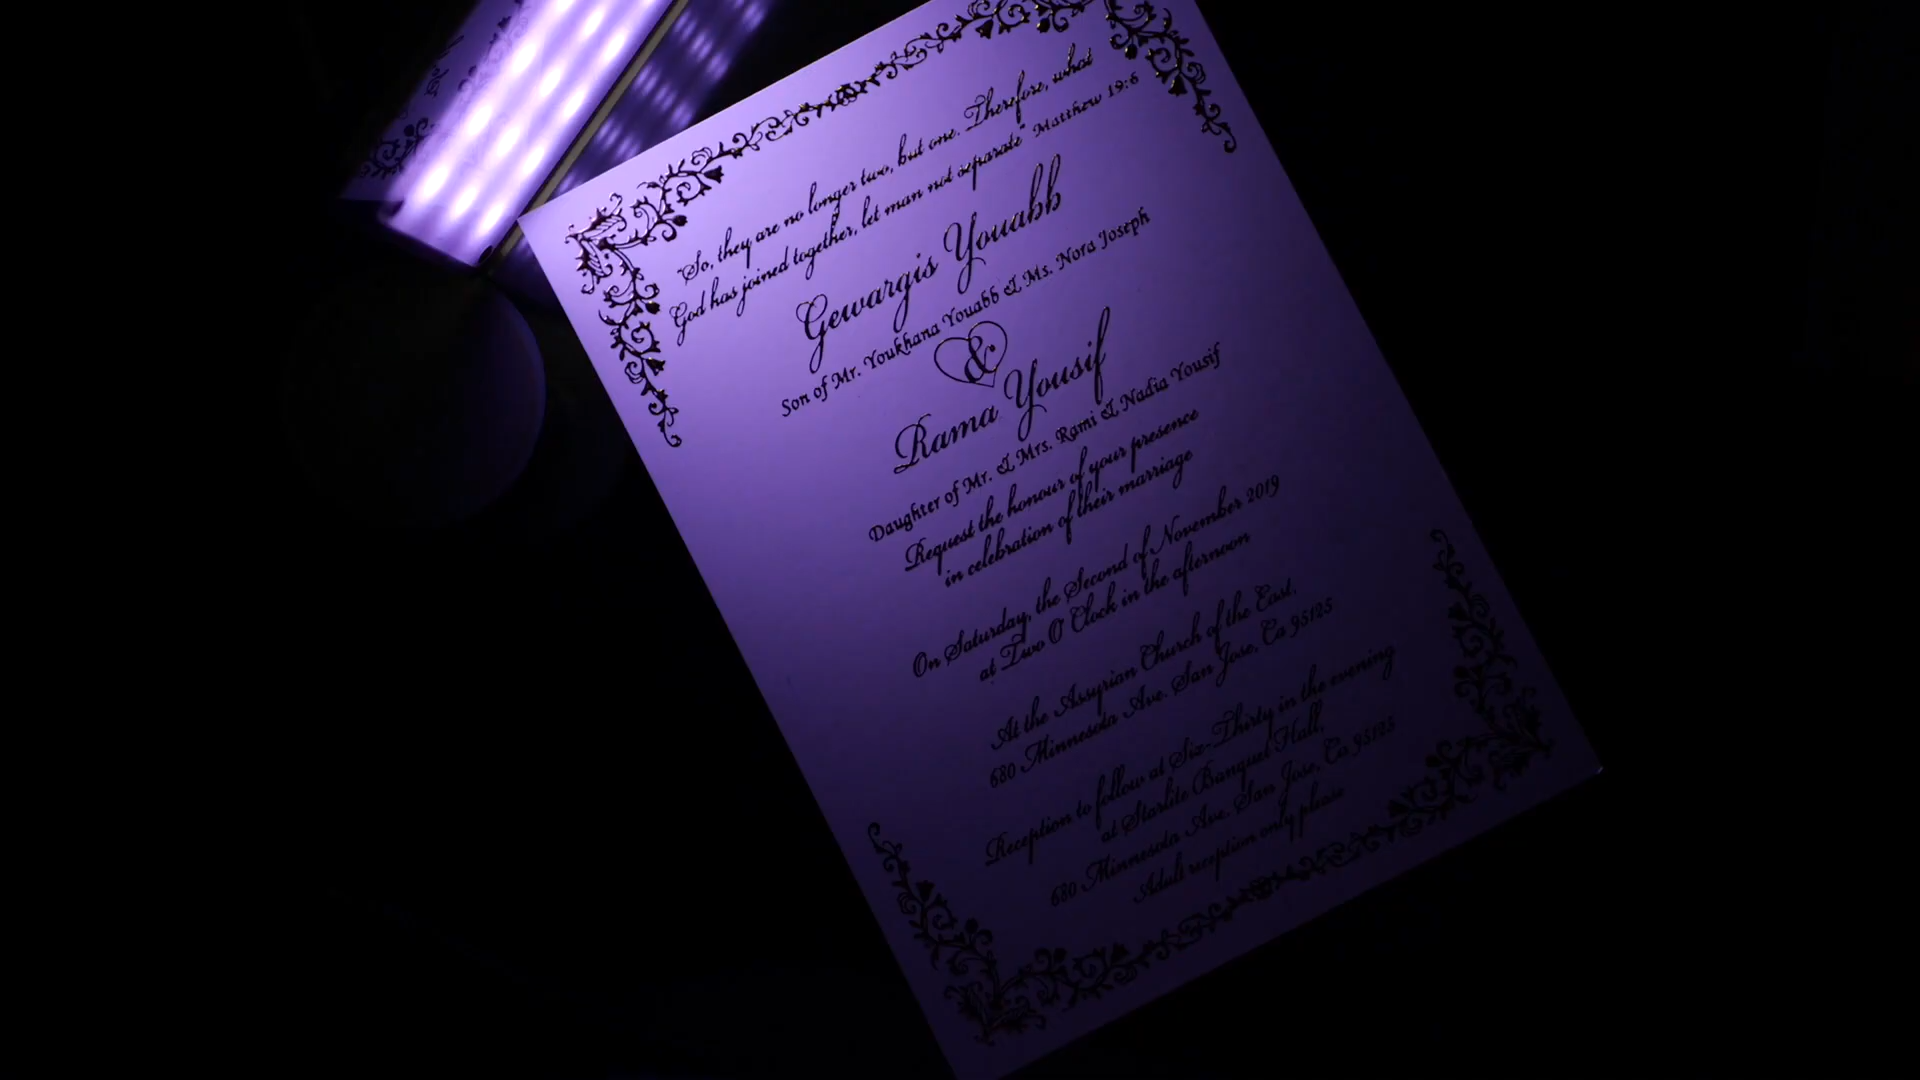 "So, they are no longer two, but one. Therefore, what
God has joined together, let man not separate" Matthew 19:6
Gewargis Youabb
Son of Mr. Youkhana Youabb & Ms. Nora Joseph
&
Rama Yousif
Daughter of Mr. & Mrs. Rami & Nadia Yousif
Request the honour of your presence
in celebration of their marriage
On Saturday, the Second of November 2019
at Two O' Clock in the afternoon
At the Assyrian Church of the East,
680 Minnesota Ave. San Jose, Ca 95125
Reception to follow at Six-Thirty in the evening
at Starlite Banquet Hall,
680 Minnesota Ave. San Jose, Ca 95125
Adult reception only please